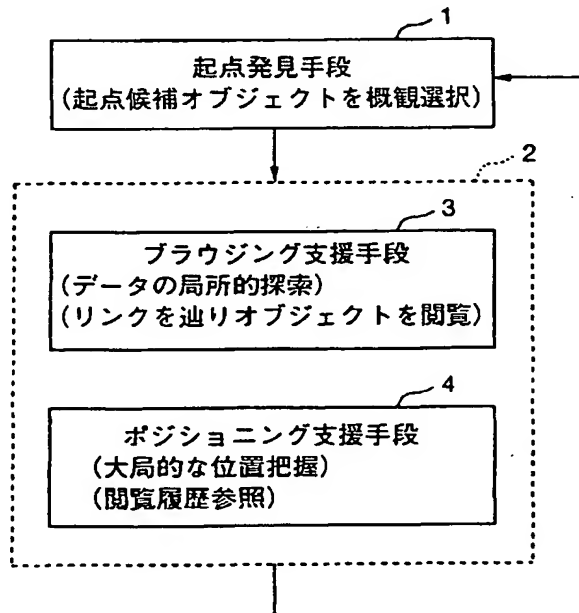 1
起点発見手段
(起点候補オブジェクトを概観選択)
2
3
ブラウジング支援手段
(データの局所的探索)
(リンクを辿りオブジェクトを閲覧)
4
ポジショニング支援手段
(大局的な位置把握)
(閲覧履歴参照)